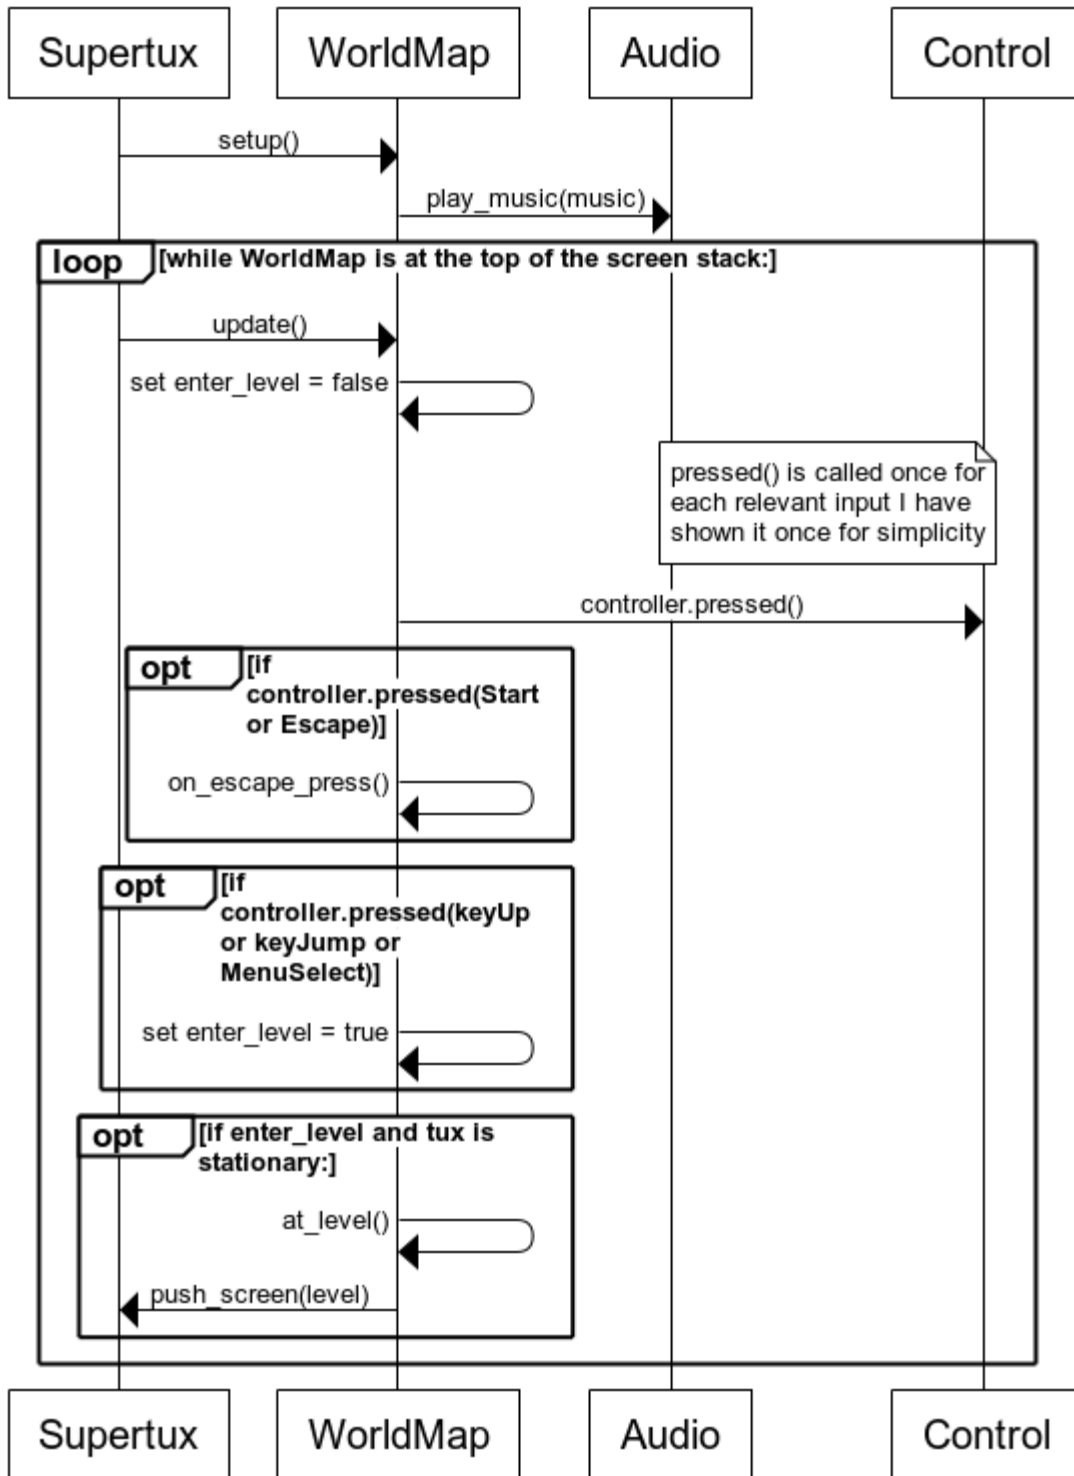 Supertux
WorldMap
Audio
Control
setup()
play_music(music)
loop
[while WorldMap is at the top of the screen stack:]
update()
set enter_level = false
pressed() is called once for
each relevant input I have
shown it once for simplicity
controller.pressed()
opt
[if
controller.pressed(Start
or Escape)]
on_escape_press()
opt
[if
controller.pressed(keyUp
or keyJump or
MenuSelect)]
set enter_level = true
opt
[if enter_level and tux is
stationary:]
at_level()
push_screen(level)
Supertux
WorldMap
Audio
Control